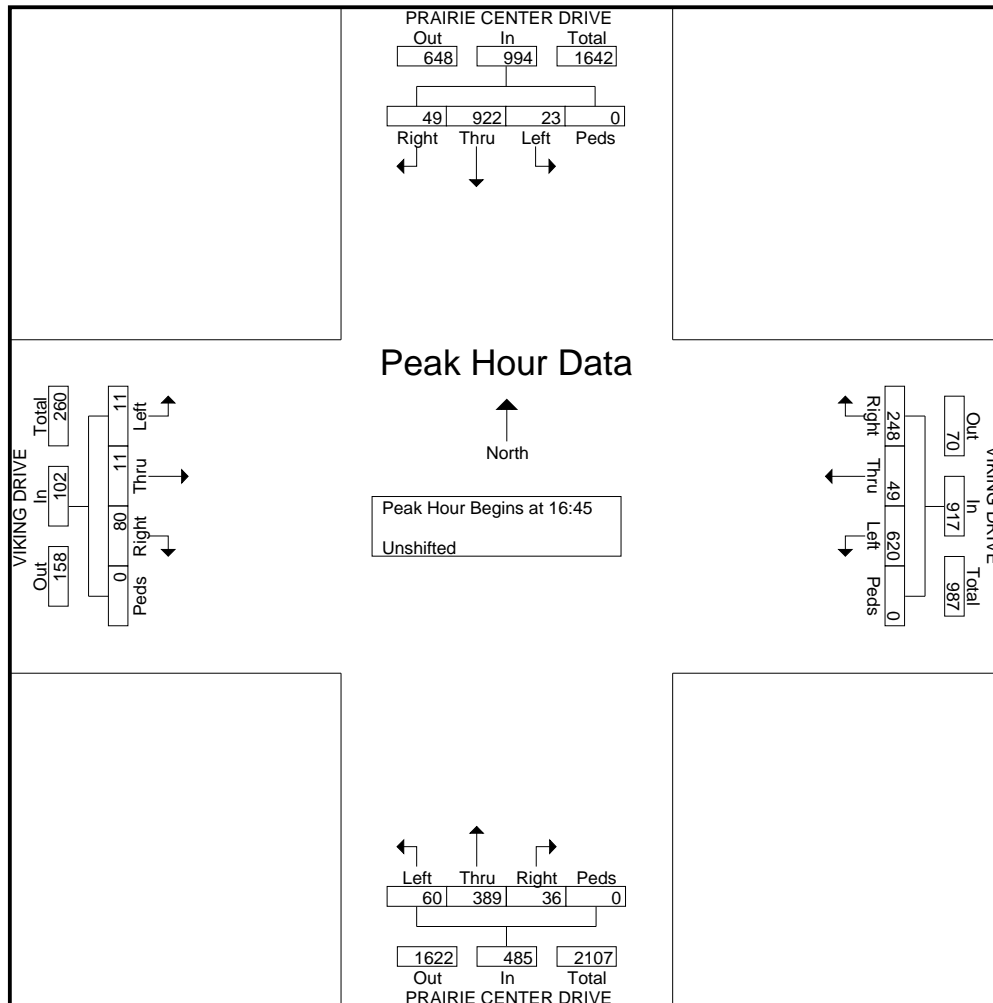 PRAIRIE CENTER DRIVE
Out In Total
648 994 1642
49 922 23 0
Right Thru Left Peds
Peak Hour Data
North
Peak Hour Begins at 16:45
Unshifted
VIKING DRIVE
Total In Out
260 102 158
11 11 80 0
Left Thru Right Peds
Right Thru Left Peds
248 49 620 0
Out In Total
70 917 987
VIKING DRIVE
Left Thru Right Peds
60 389 36 0
1622 485 2107
Out In Total
PRAIRIE CENTER DRIVE